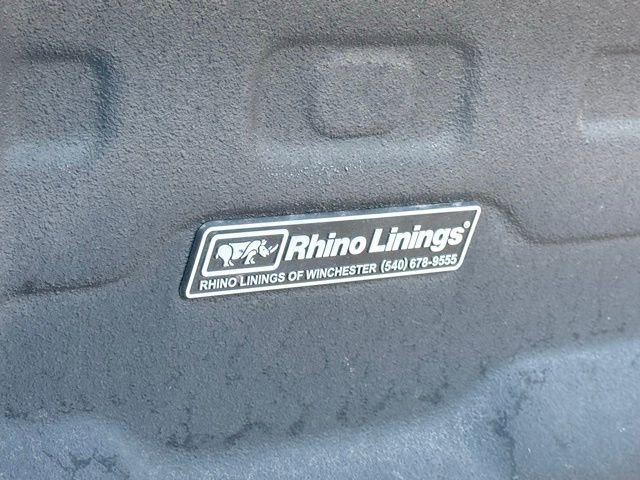 Rhino Linings®
RHINO LININGS OF WINCHESTER (540) 678-9555